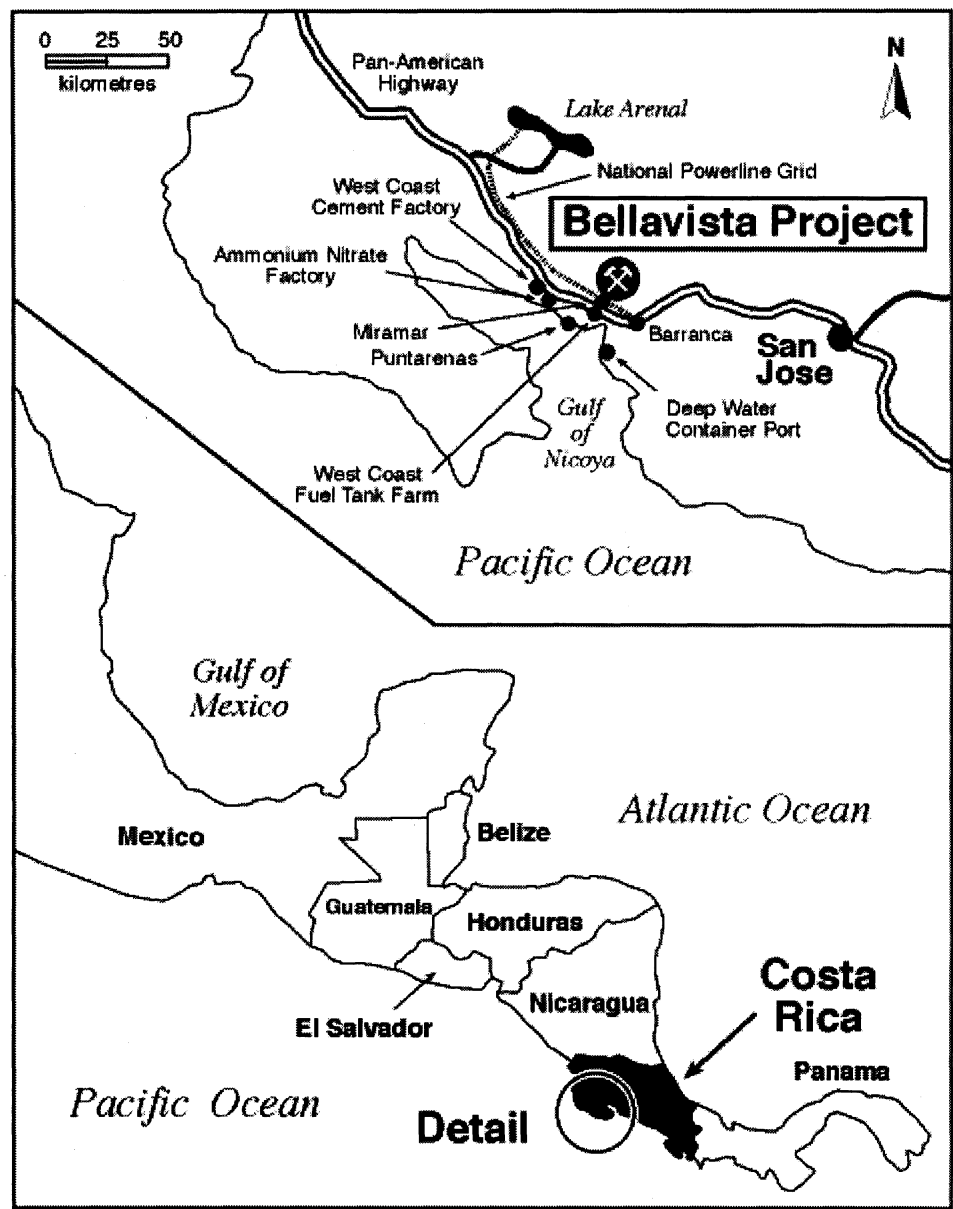 0 25 50
kilometres
Pan-American
Highway
N
Lake Arenal
National Powerline Grid
West Coast
Cement Factory
Bellavista Project
Ammonium Nitrate
Factory
Miramar
Puntarenas
Barranca
San
Jose
Gulf
of
Nicoya
Deep Water
Container Port
West Coast
Fuel Tank Farm
Pacific Ocean
Gulf of
Mexico
Atlantic Ocean
Mexico
Belize
Guatemala
Honduras
Costa
Rica
Nicaragua
El Salvador
Panama
Pacific Ocean
Detail